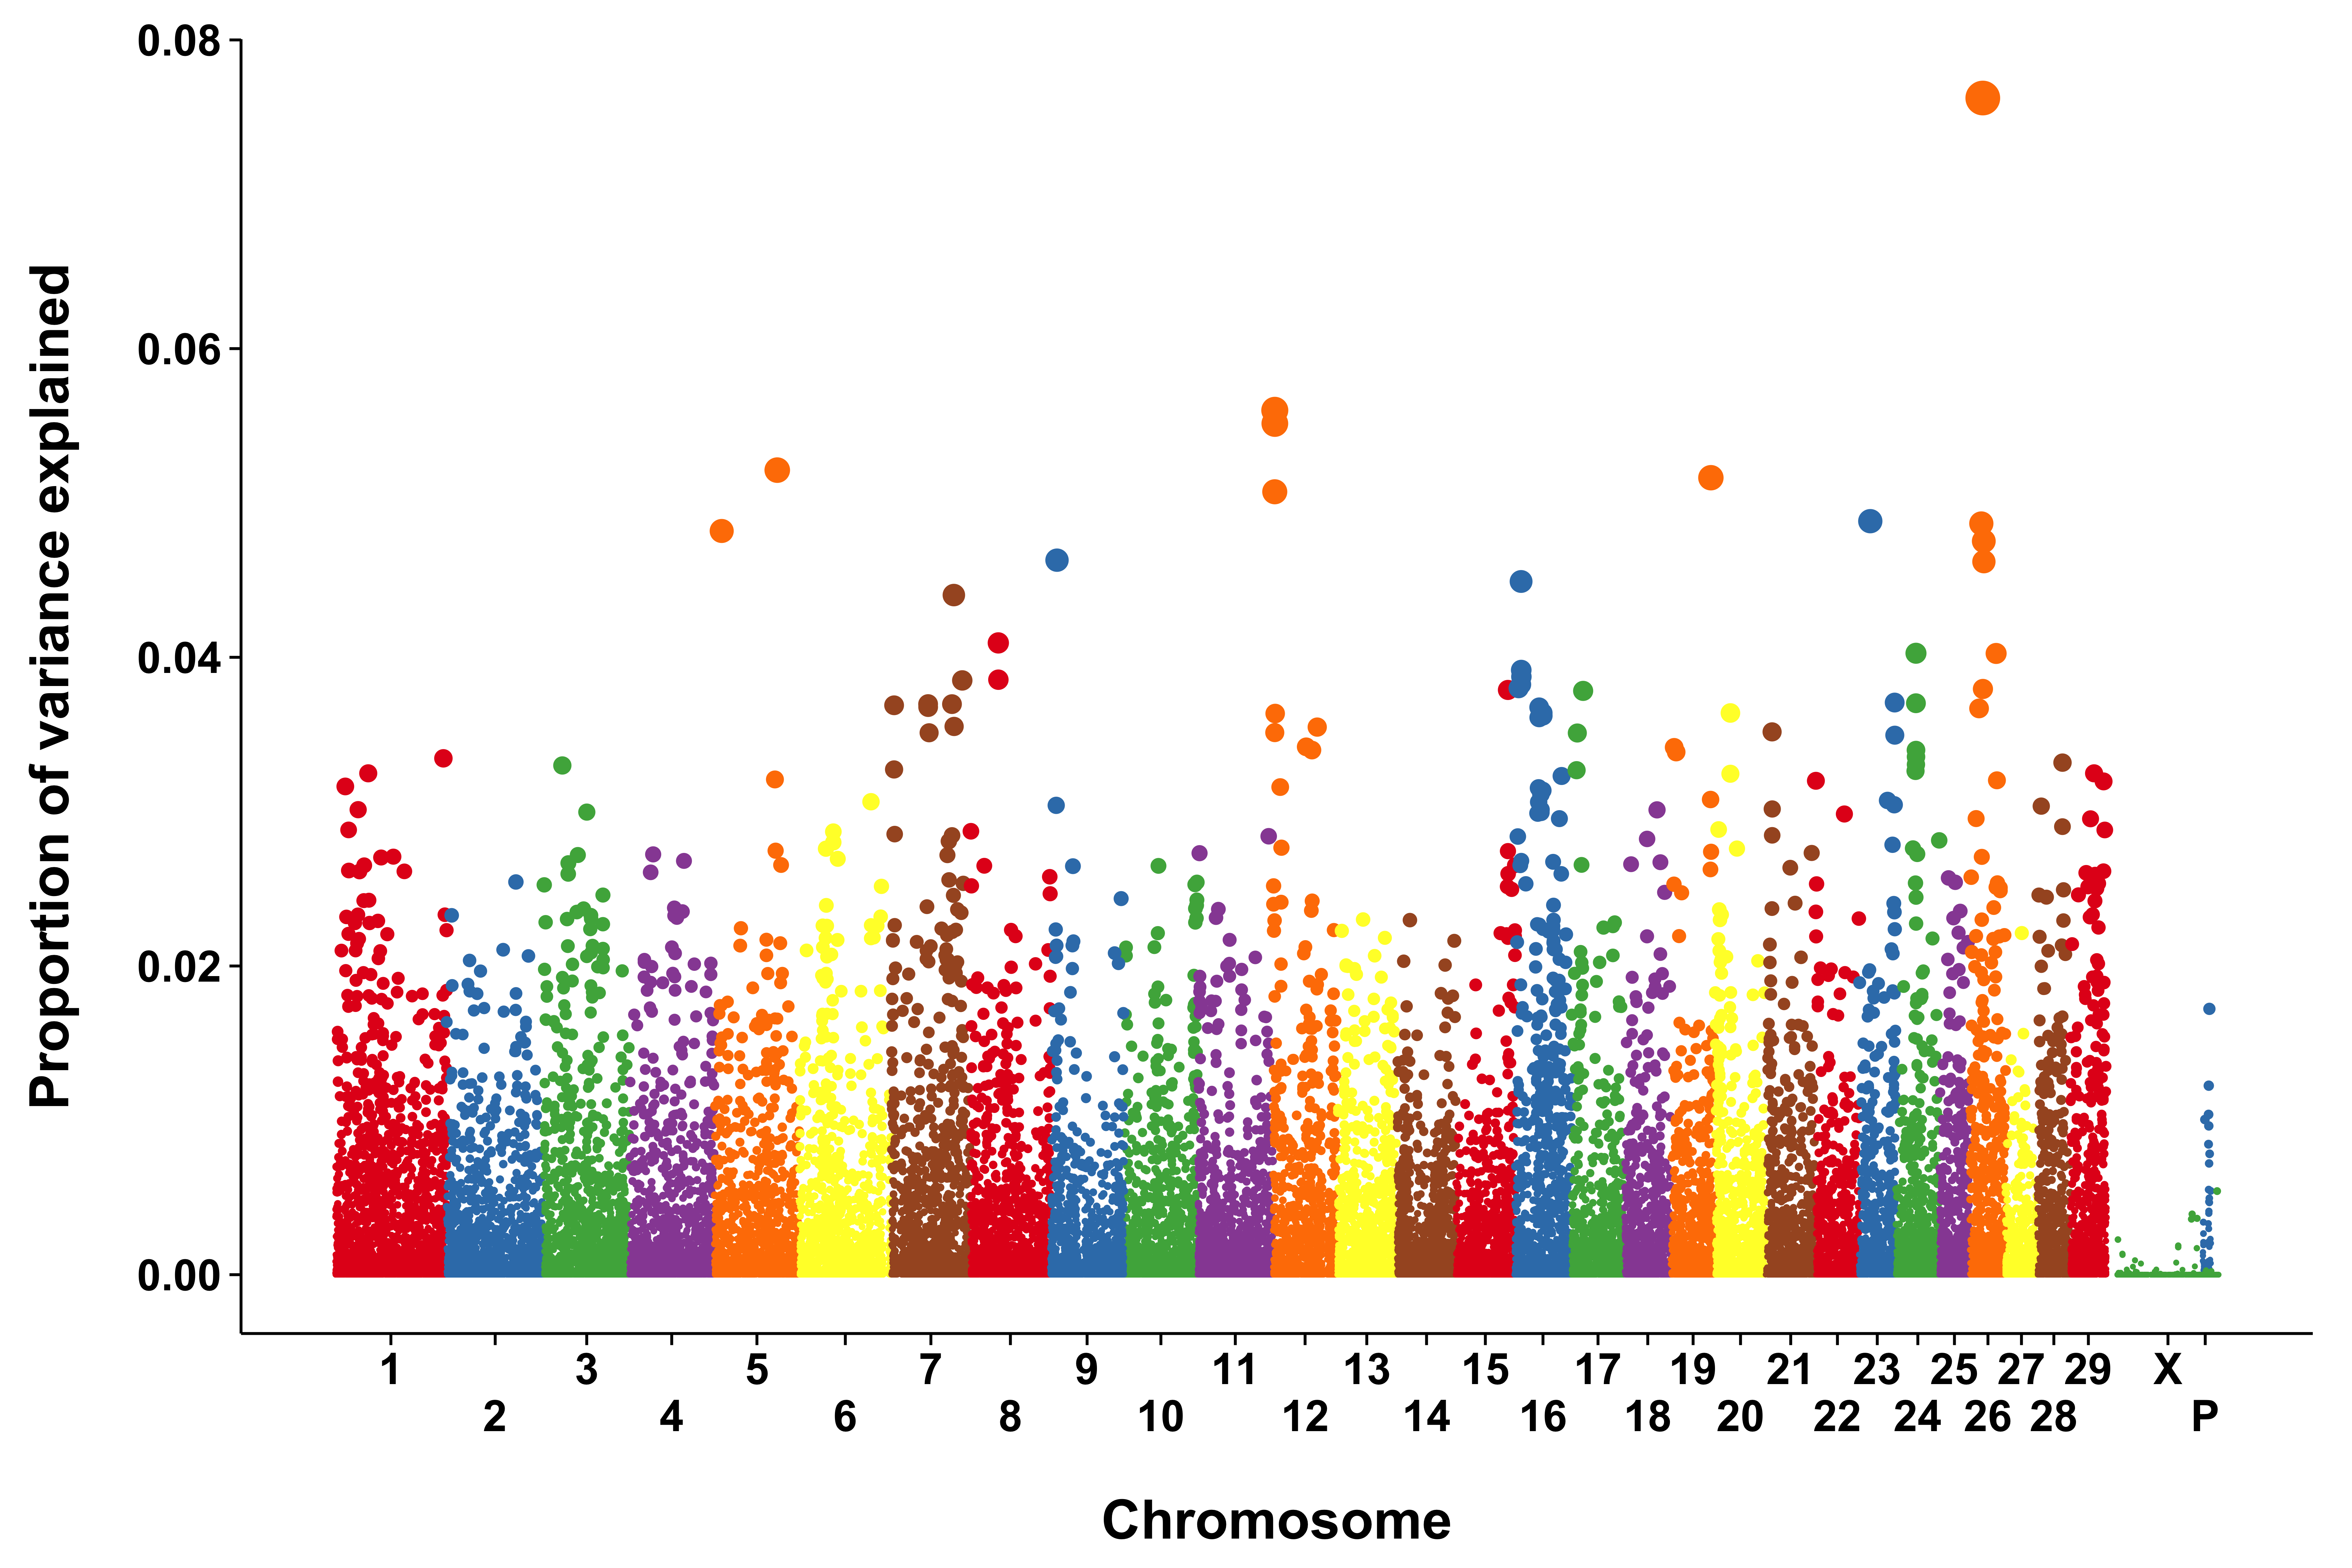 Proportion of variance explained
0.08
0.06
0.04
0.02
0.00
1 3 5 7 9 11 13 15 17 19 21 23 25 27 29 X
2 4 6 8 10 12 14 16 18 20 22 24 26 28 P
Chromosome